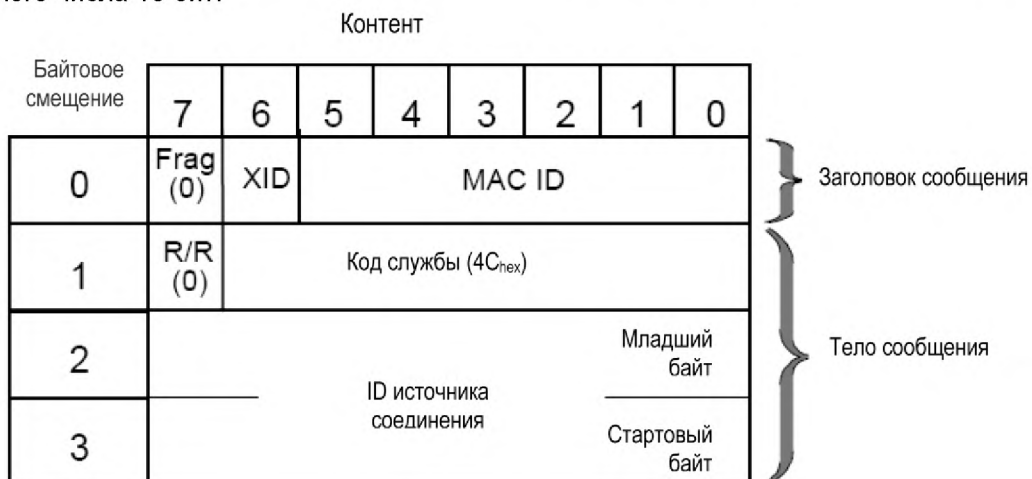 Контент
Байтовое
смещение
7 6 5 4 3 2 1 0
0
Frag
(0)
XID
MAC ID
Заголовок сообщения
1
R/R
(0)
Код службы (4Chex)
2
Младший
байт
ID источника
соединения
Тело сообщения
3
Стартовый
байт